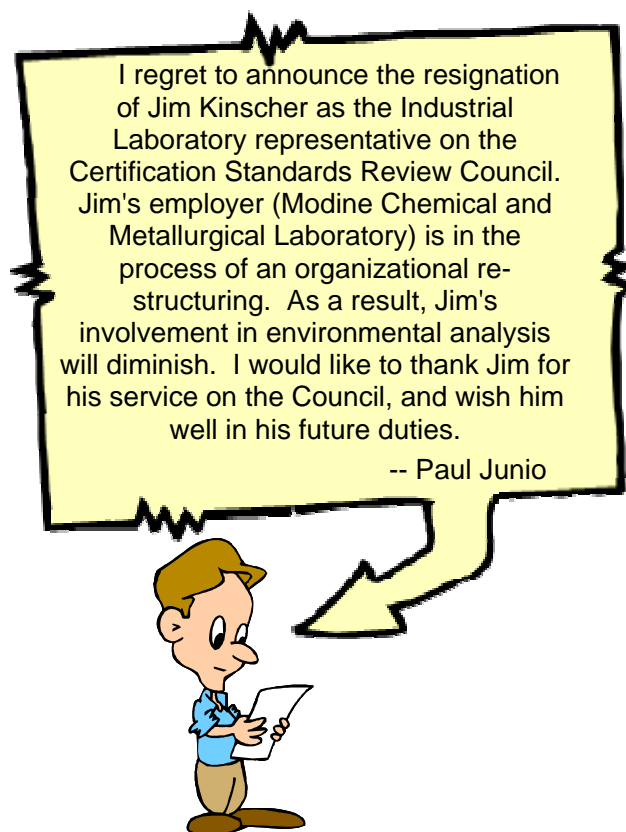 I regret to announce the resignation
of Jim Kinscher as the Industrial
Laboratory representative on the
Certification Standards Review Council.
Jim's employer (Modine Chemical and
Metallurgical Laboratory) is in the
process of an organizational re-
structuring.  As a result, Jim's
involvement in environmental analysis
will diminish.  I would like to thank Jim for
his service on the Council, and wish him
well in his future duties.
-- Paul Junio